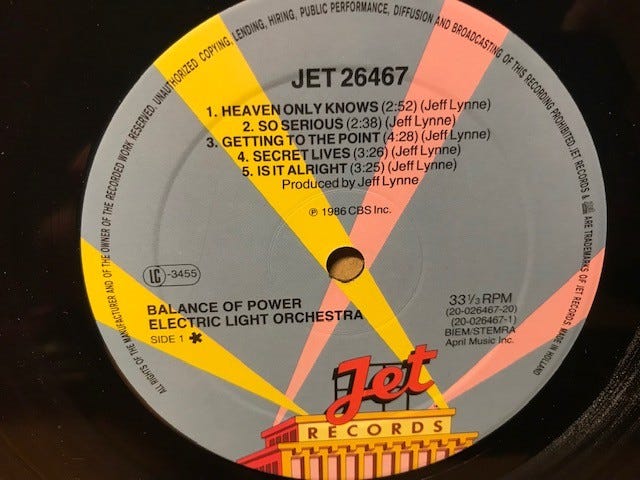 ALL RIGHTS OF THE MANUFACTURER AND OF THE OWNER OF THE RECORDED WORK RESERVED. UNAUTHORIZED COPYING, LENDING, HIRING, PUBLIC PERFORMANCE, DIFFUSION AND BROADCASTING OF THIS RECORDING PROHIBITED. JET RECORDS & ARE TRADEMARKS OF JET RECORDS. MADE IN HOLLAND
JET 26467
1. HEAVEN ONLY KNOWS (2:52) (Jeff Lynne)
2. SO SERIOUS (2:38) (Jeff Lynne)
3. GETTING TO THE POINT (4:28) (Jeff Lynne)
4. SECRET LIVES (3:26) (Jeff Lynne)
5. IS IT ALRIGHT (3:25) (Jeff Lynne)
Produced by Jeff Lynne
℗ 1986 CBS Inc.
LC -3455
BALANCE OF POWER
ELECTRIC LIGHT ORCHESTRA
SIDE 1 *
33⅓ RPM
(20-026467-20)
(20-026467-1)
BIEM/STEMRA
April Music Inc.
Jet
RECORDS